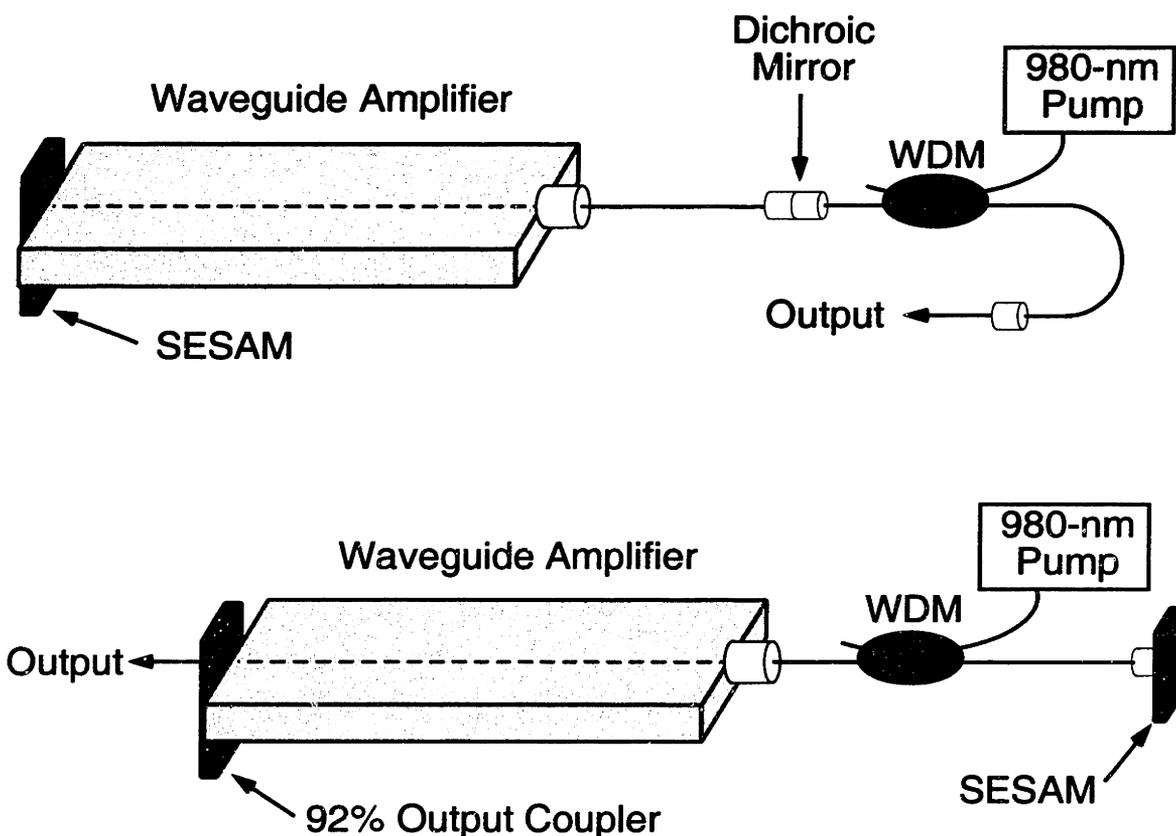 Dichroic
Mirror
980-nm
Pump
Waveguide Amplifier
WDM
Output
SESAM
980-nm
Pump
Waveguide Amplifier
WDM
Output
SESAM
92% Output Coupler